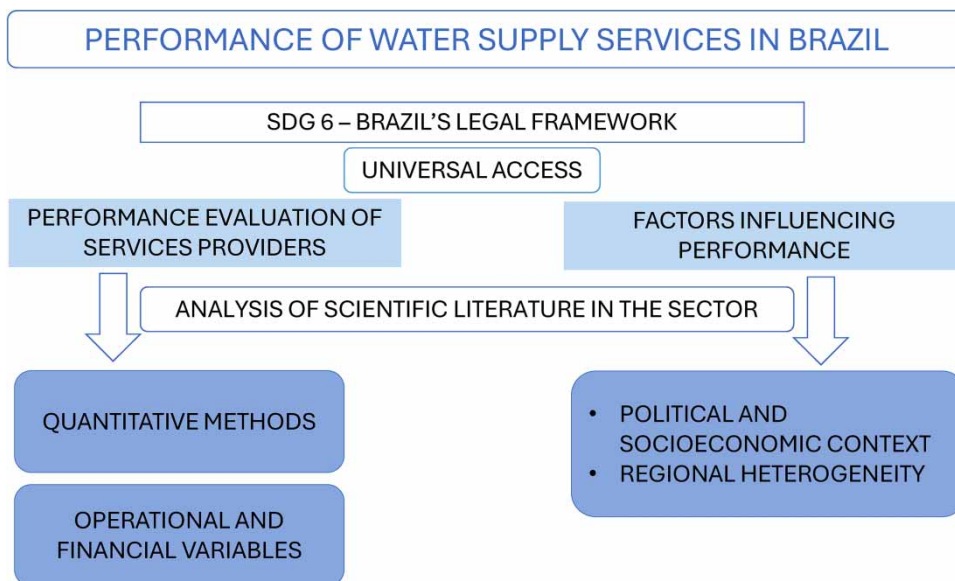 PERFORMANCE OF WATER SUPPLY SERVICES IN BRAZIL
SDG 6 – BRAZIL'S LEGAL FRAMEWORK
UNIVERSAL ACCESS
PERFORMANCE EVALUATION OF
SERVICES PROVIDERS
FACTORS INFLUENCING
PERFORMANCE
ANALYSIS OF SCIENTIFIC LITERATURE IN THE SECTOR
QUANTITATIVE METHODS
OPERATIONAL AND
FINANCIAL VARIABLES
• POLITICAL AND
SOCIOECONOMIC CONTEXT
• REGIONAL HETEROGENEITY